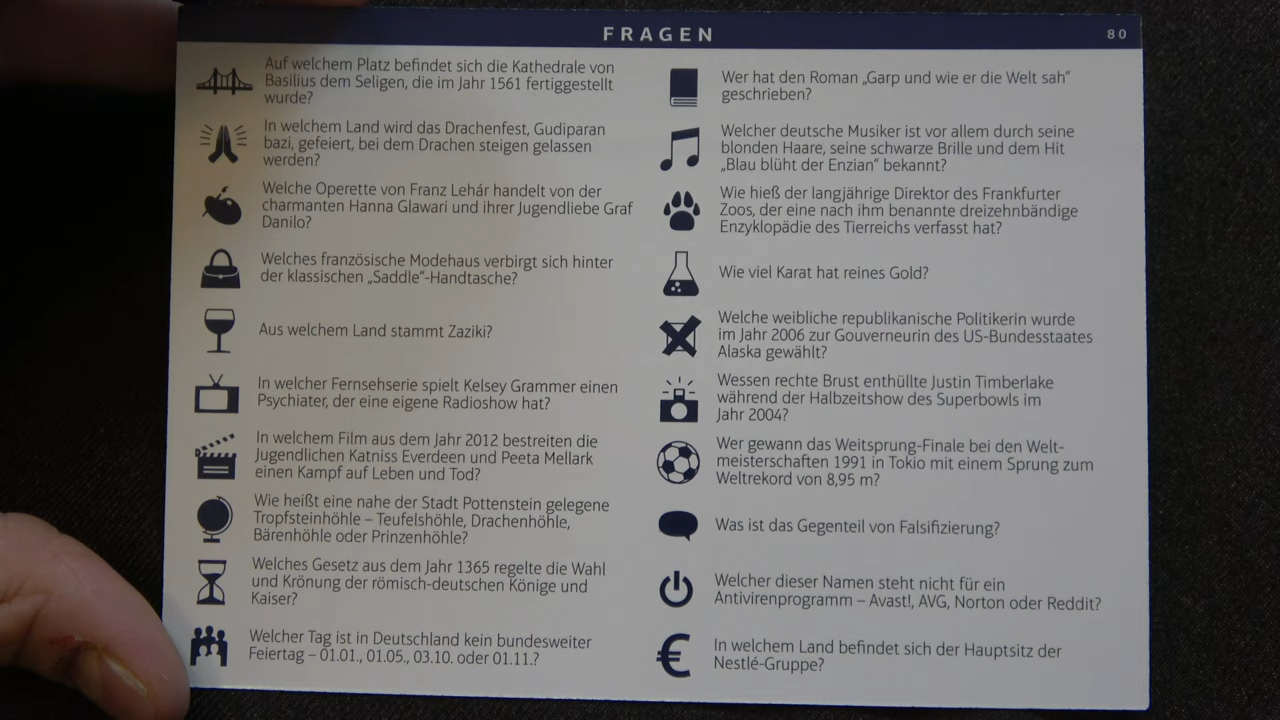 FRAGEN
80
Auf welchem Platz befindet sich die Kathedrale von
Basilius dem Seligen, die im Jahr 1561 fertiggestellt
wurde?
In welchem Land wird das Drachenfest, Gudiparan
bazi, gefeiert, bei dem Drachen steigen gelassen
werden?
Welche Operette von Franz Lehár handelt von der
charmanten Hanna Glawari und ihrer Jugendliebe Graf
Danilo?
Welches französische Modehaus verbirgt sich hinter
der klassischen „Saddle“-Handtasche?
Aus welchem Land stammt Zaziki?
In welcher Fernsehserie spielt Kelsey Grammer einen
Psychiater, der eine eigene Radioshow hat?
In welchem Film aus dem Jahr 2012 bestreiten die
Jugendlichen Katniss Everdeen und Peeta Mellark
einen Kampf auf Leben und Tod?
Wie heißt eine nahe der Stadt Pottenstein gelegene
Tropfsteinhöhle – Teufelshöhle, Drachenhöhle,
Bärenhöhle oder Prinzenhöhle?
Welches Gesetz aus dem Jahr 1365 regelte die Wahl
und Krönung der römisch-deutschen Könige und
Kaiser?
Welcher Tag ist in Deutschland kein bundesweiter
Feiertag – 01.01., 01.05., 03.10. oder 01.11.?
Wer hat den Roman „Garp und wie er die Welt sah“
geschrieben?
Welcher deutsche Musiker ist vor allem durch seine
blonden Haare, seine schwarze Brille und dem Hit
„Blau blüht der Enzian“ bekannt?
Wie hieß der langjährige Direktor des Frankfurter
Zoos, der eine nach ihm benannte dreizehnbändige
Enzyklopädie des Tierreichs verfasst hat?
Wie viel Karat hat reines Gold?
Welche weibliche republikanische Politikerin wurde
im Jahr 2006 zur Gouverneurin des US-Bundesstaates
Alaska gewählt?
Wessen rechte Brust enthüllte Justin Timberlake
während der Halbzeitshow des Superbowls im
Jahr 2004?
Wer gewann das Weitsprung-Finale bei den Welt-
meisterschaften 1991 in Tokio mit einem Sprung zum
Weltrekord von 8,95 m?
Was ist das Gegenteil von Falsifizierung?
Welcher dieser Namen steht nicht für ein
Antivirenprogramm – Avast!, AVG, Norton oder Reddit?
In welchem Land befindet sich der Hauptsitz der
Nestlé-Gruppe?